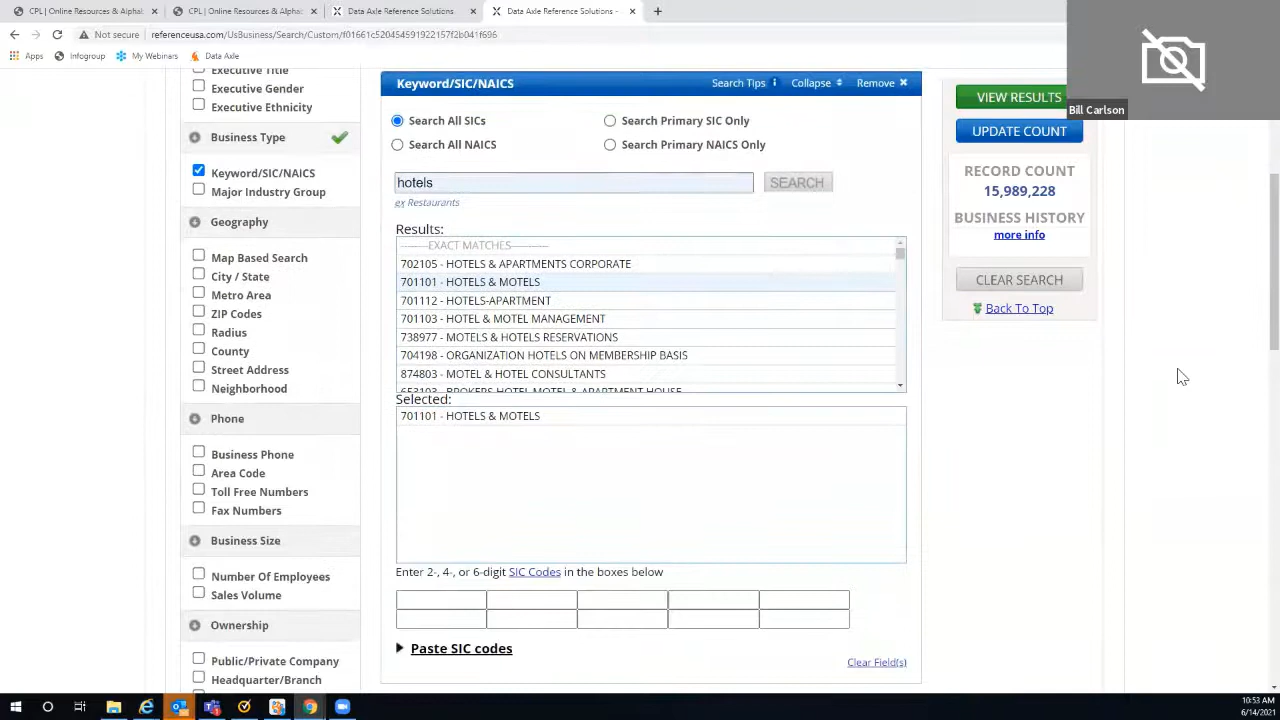 CPL | Online Resources & Alphab
CPL | Online Resources & Alphab
Data Axle Reference Solutions
Data Axle Reference Solutions -
Not secure
referenceusa.com/UsBusiness/Search/Custom/f01661c520454591922157f2b041f696
Apps
Infogroup
My Webinars
Data Axle
Bill Carlson
Executive Title
Executive Gender
Executive Ethnicity
Business Type
Keyword/SIC/NAICS
Major Industry Group
Geography
Map Based Search
City / State
Metro Area
ZIP Codes
Radius
County
Street Address
Neighborhood
Phone
Business Phone
Area Code
Toll Free Numbers
Fax Numbers
Business Size
Number Of Employees
Sales Volume
Ownership
Public/Private Company
Headquarter/Branch
Keyword/SIC/NAICS
Search Tips
Collapse
Remove
Search All SICs
Search Primary SIC Only
Search All NAICS
Search Primary NAICS Only
hotels
SEARCH
ex Restaurants
Results:
---------EXACT MATCHES-----------
702105 - HOTELS & APARTMENTS CORPORATE
701101 - HOTELS & MOTELS
701112 - HOTELS-APARTMENT
701103 - HOTEL & MOTEL MANAGEMENT
738977 - MOTELS & HOTELS RESERVATIONS
704198 - ORGANIZATION HOTELS ON MEMBERSHIP BASIS
874803 - MOTEL & HOTEL CONSULTANTS
653103 - BROKERS-HOTEL MOTEL & APARTMENT HOUSE
Selected:
701101 - HOTELS & MOTELS
Enter 2-, 4-, or 6-digit SIC Codes in the boxes below
Paste SIC codes
Clear Field(s)
VIEW RESULTS
UPDATE COUNT
RECORD COUNT
15,989,228
BUSINESS HISTORY
more info
CLEAR SEARCH
Back To Top
10:53 AM
6/14/2021